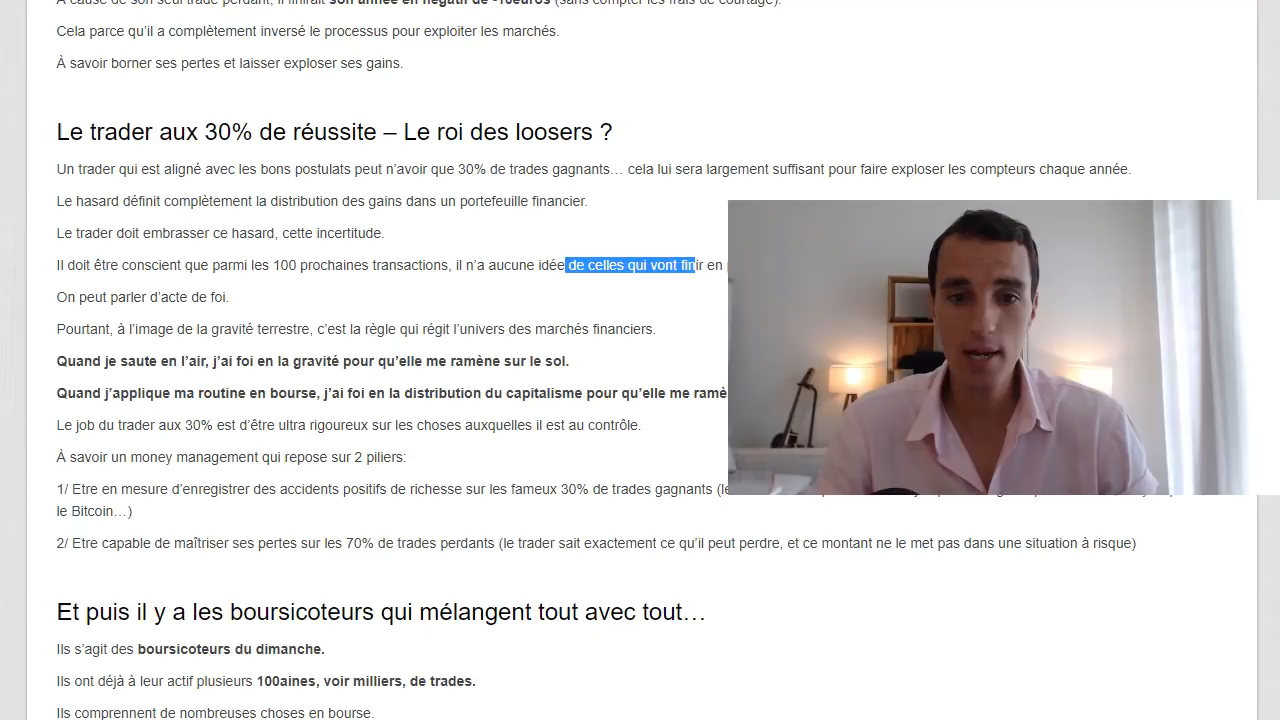 A cause de son seul trade perdant, il finirait son année en négatif de -10euros (sans compter les frais de courtage).
Cela parce qu'il a complètement inversé le processus pour exploiter les marchés.
À savoir borner ses pertes et laisser exploser ses gains.
Le trader aux 30% de réussite – Le roi des loosers ?
Un trader qui est aligné avec les bons postulats peut n'avoir que 30% de trades gagnants… cela lui sera largement suffisant pour faire exploser les compteurs chaque année.
Le hasard définit complètement la distribution des gains dans un portefeuille financier.
Le trader doit embrasser ce hasard, cette incertitude.
Il doit être conscient que parmi les 100 prochaines transactions, il n'a aucune idée de celles qui vont finir en
On peut parler d'acte de foi.
Pourtant, à l'image de la gravité terrestre, c'est la règle qui régit l'univers des marchés financiers.
Quand je saute en l'air, j'ai foi en la gravité pour qu'elle me ramène sur le sol.
Quand j'applique ma routine en bourse, j'ai foi en la distribution du capitalisme pour qu'elle me ramè
Le job du trader aux 30% est d'être ultra rigoureux sur les choses auxquelles il est au contrôle.
À savoir un money management qui repose sur 2 piliers:
1/ Etre en mesure d'enregistrer des accidents positifs de richesse sur les fameux 30% de trades gagnants
le Bitcoin…)
2/ Etre capable de maîtriser ses pertes sur les 70% de trades perdants (le trader sait exactement ce qu'il peut perdre, et ce montant ne le met pas dans une situation à risque)
Et puis il y a les boursicoteurs qui mélangent tout avec tout…
Ils s'agit des boursicoteurs du dimanche.
Ils ont déjà à leur actif plusieurs 100aines, voir milliers, de trades.
Ils comprennent de nombreuses choses en bourse.